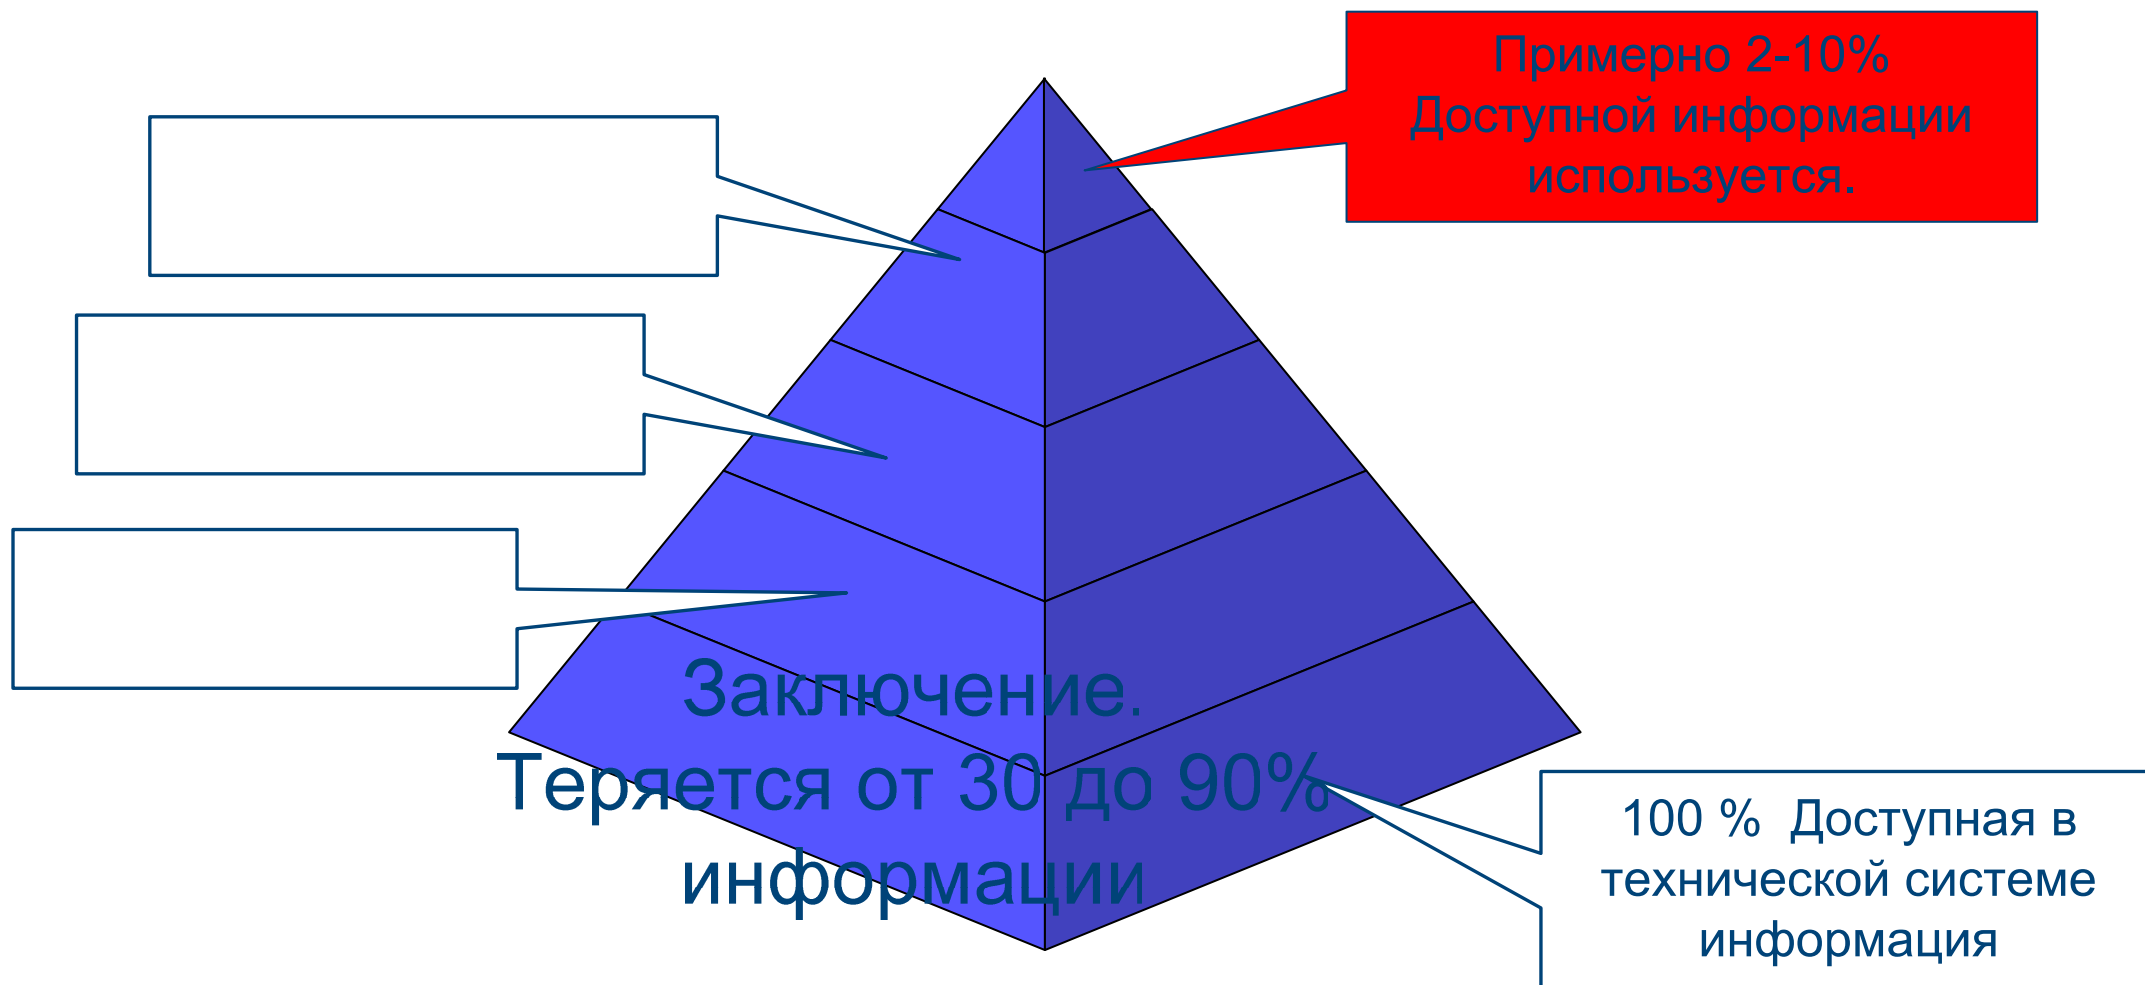 Примерно 2-10%
Доступной информации
используется.
Заключение.
Теряется от 30 до 90%
информации
100 % Доступная в
технической системе
информация